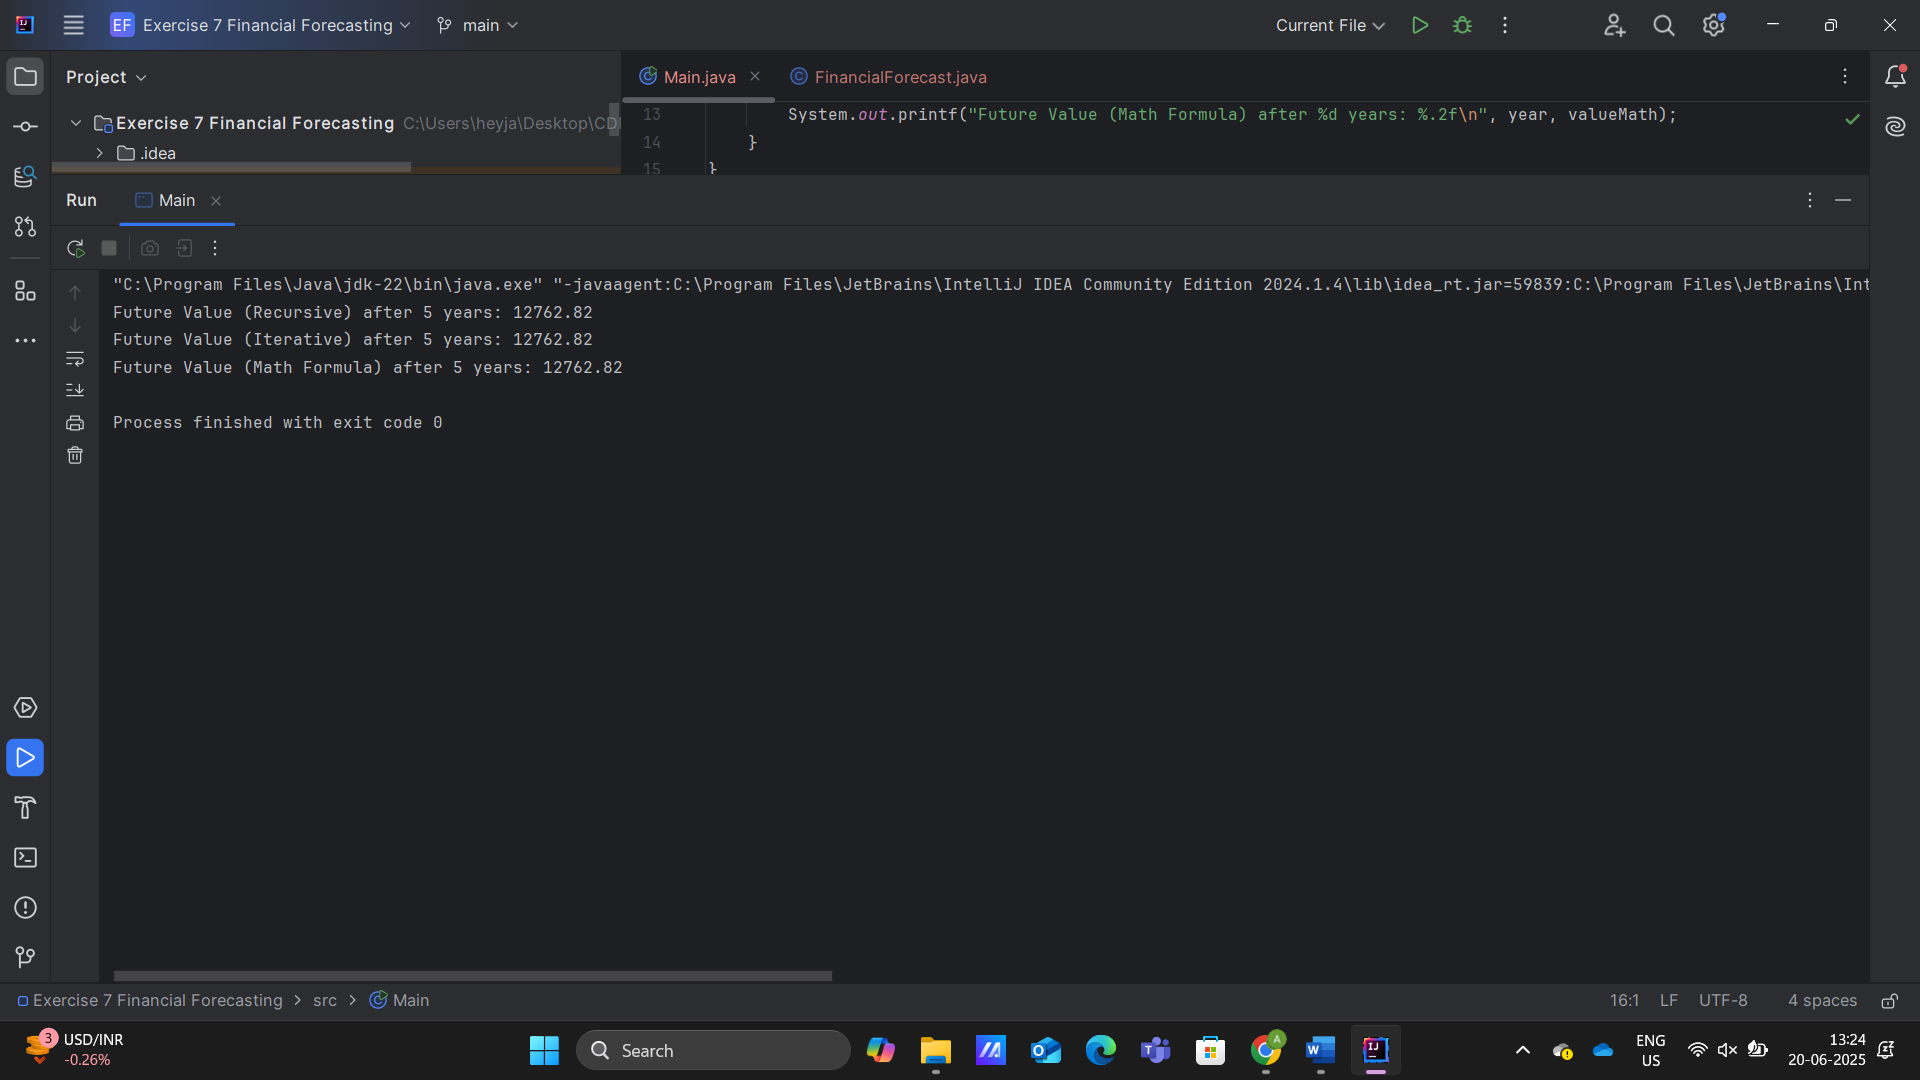 EF Exercise 7 Financial Forecasting main Current File
Project
Main.java FinancialForecast.java
13 System.out.printf("Future Value (Math Formula) after %d years: %.2f\n", year, valueMath);
Exercise 7 Financial Forecasting C:\Users\heyja\Desktop\CD
14 }
.idea
15 }
Run Main
"C:\Program Files\Java\jdk-22\bin\java.exe" "-javaagent:C:\Program Files\JetBrains\IntelliJ IDEA Community Edition 2024.1.4\lib\idea_rt.jar=59839:C:\Program Files\JetBrains\Int
Future Value (Recursive) after 5 years: 12762.82
Future Value (Iterative) after 5 years: 12762.82
Future Value (Math Formula) after 5 years: 12762.82
Process finished with exit code 0
Exercise 7 Financial Forecasting > src > Main 16:1 LF UTF-8 4 spaces
3 USD/INR
-0.26%
Search
ENG
US
13:24
20-06-2025